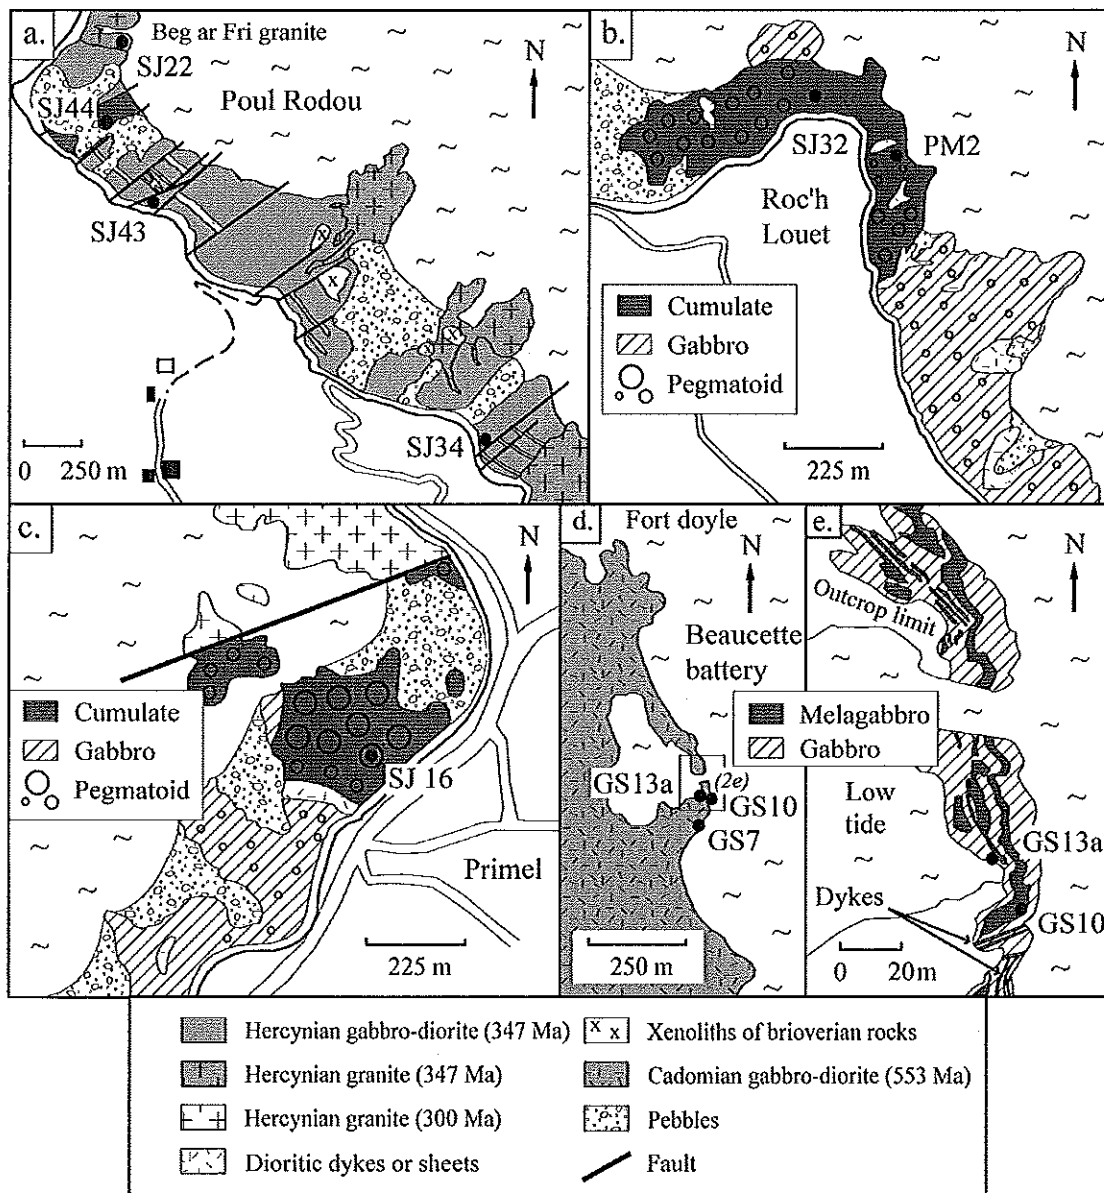 a.
Beg ar Fri granite
N
SJ22
SJ44
Poul Rodou
SJ43
SJ34
0 250 m
b.
N
SJ32
PM2
Roc'h
Louet
Cumulate
Gabbro
Pegmatoid
225 m
c.
N
Cumulate
Gabbro
Pegmatoid
SJ 16
Primel
225 m
d.
Fort doyle
N
Beaucette
battery
GS13a
(2e)
GS10
GS7
250 m
e.
N
Outcrop limit
Melagabbro
Gabbro
Low
tide
GS13a
Dykes
GS10
0 20m
Hercynian gabbro-diorite (347 Ma)
Hercynian granite (347 Ma)
Hercynian granite (300 Ma)
Dioritic dykes or sheets
x x Xenoliths of brioverian rocks
Cadomian gabbro-diorite (553 Ma)
Pebbles
Fault